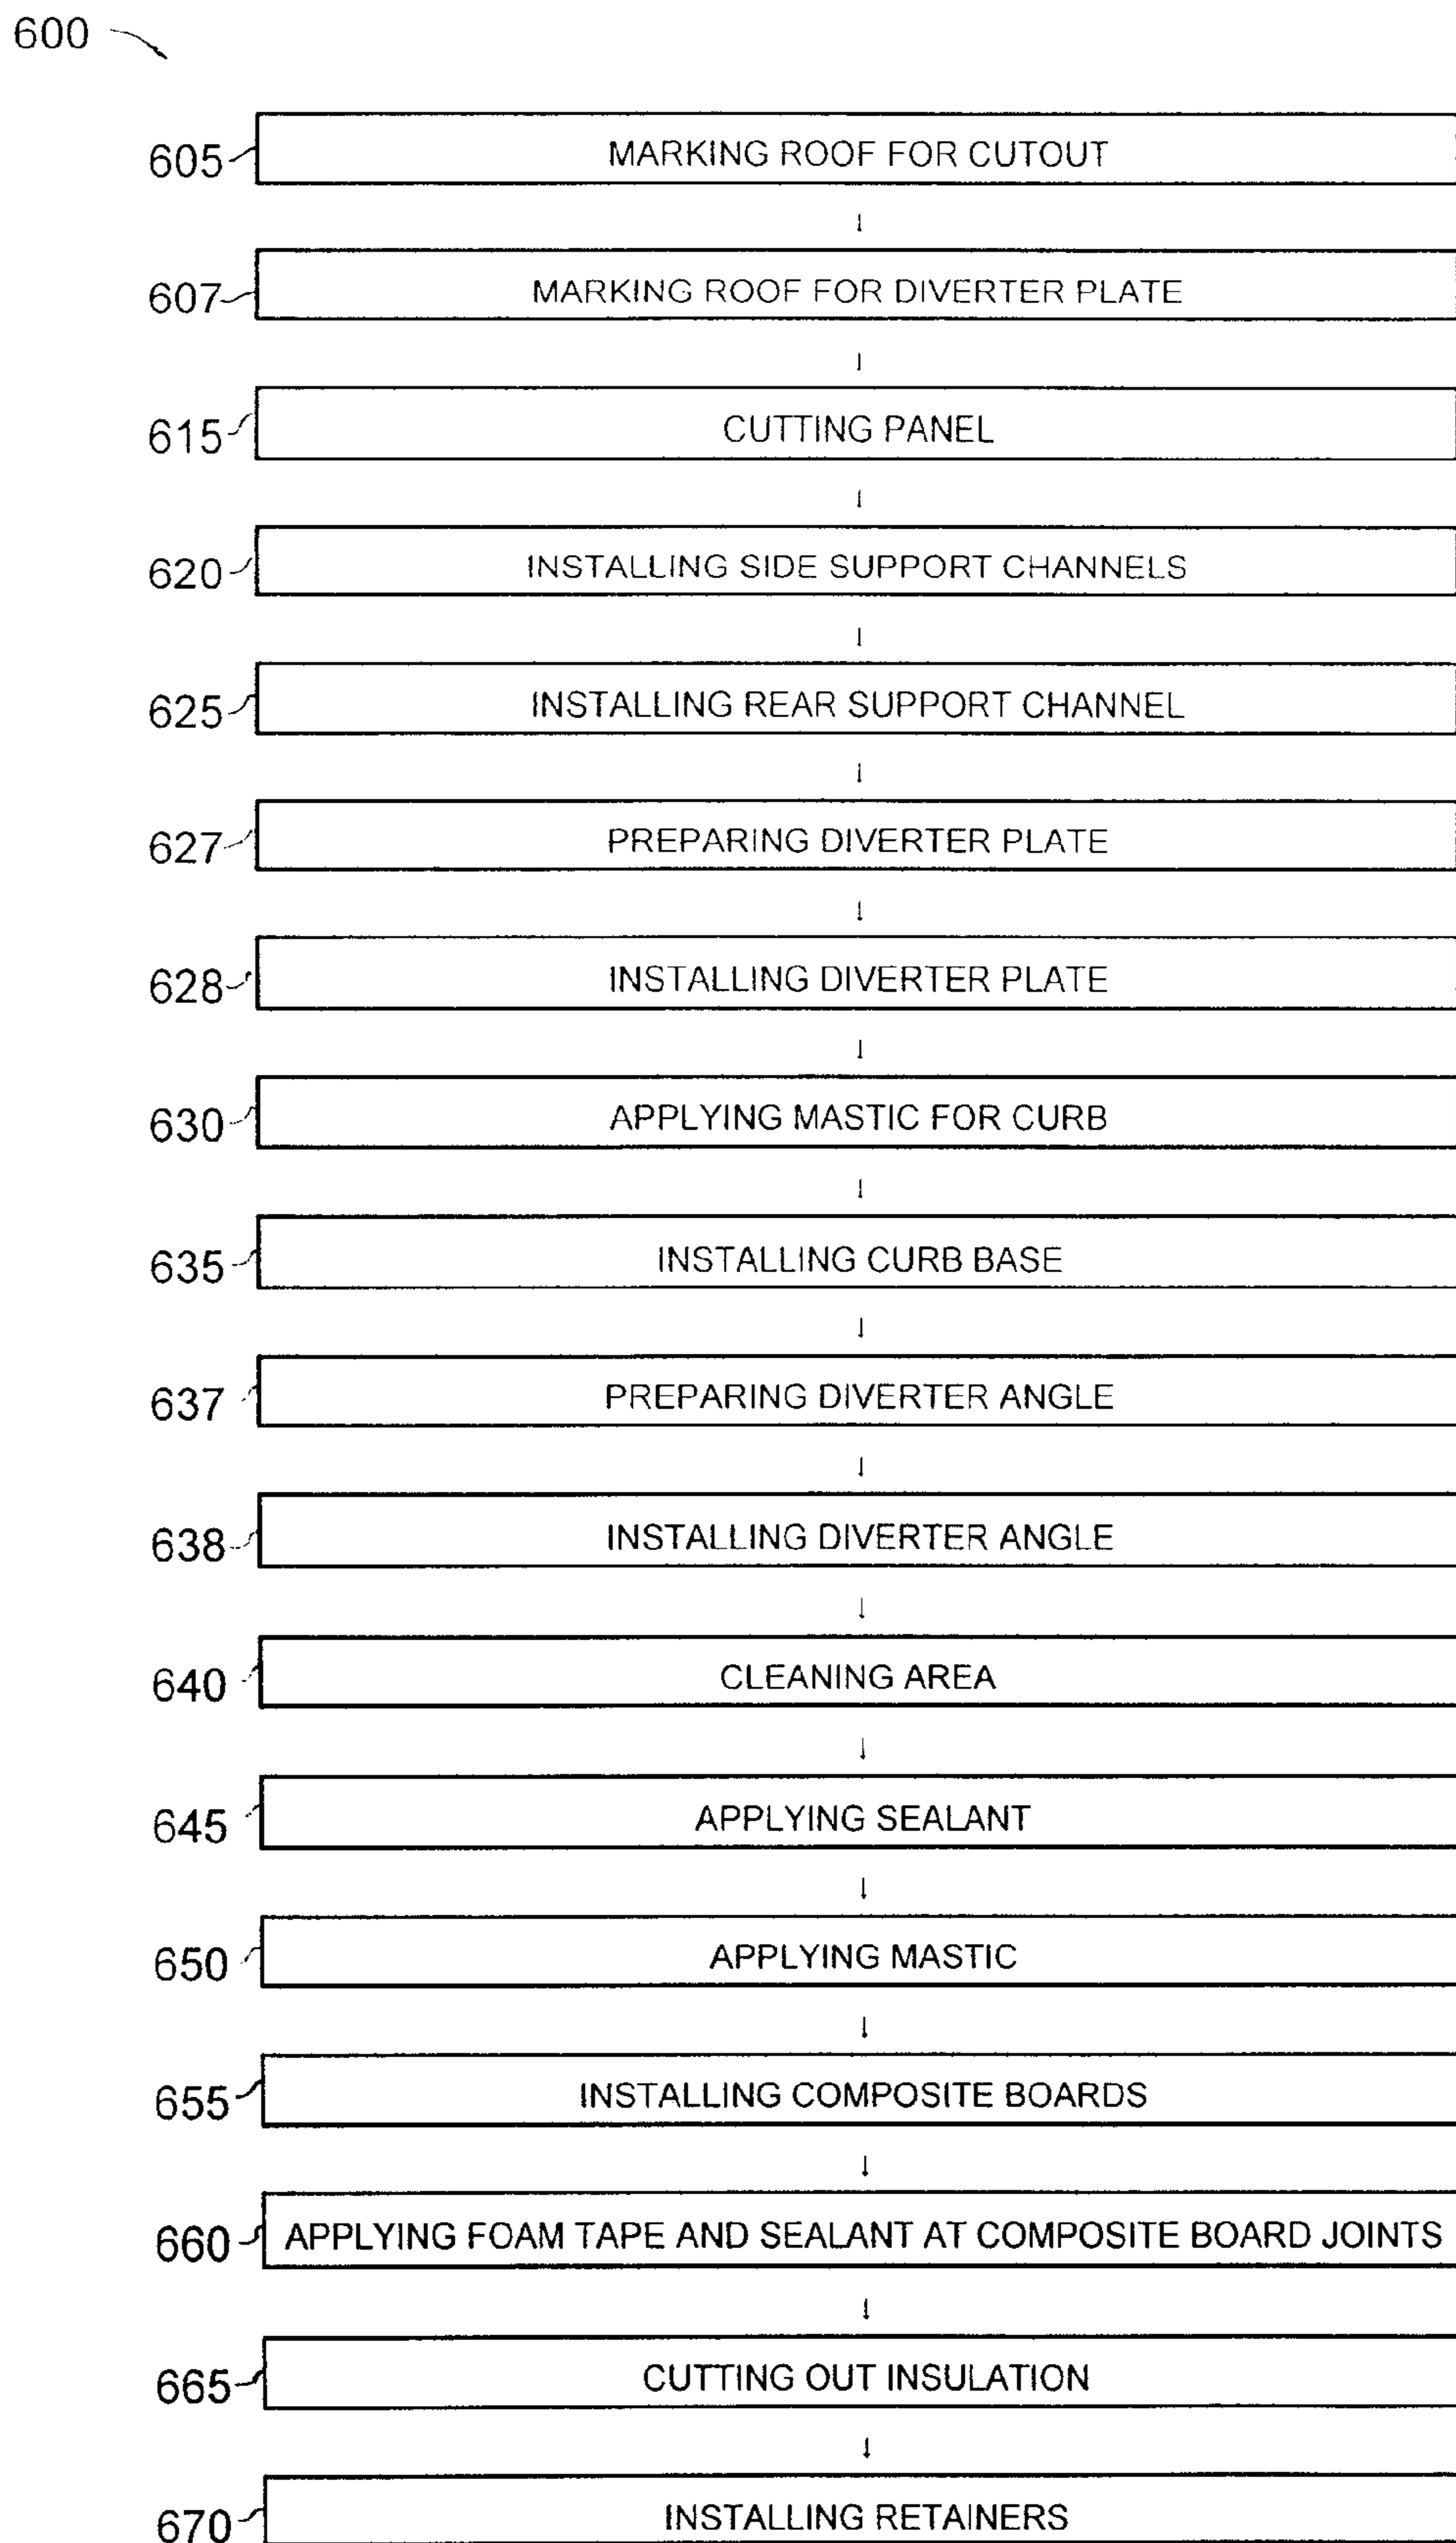 600
605 MARKING ROOF FOR CUTOUT
607 MARKING ROOF FOR DIVERTER PLATE
615 CUTTING PANEL
620 INSTALLING SIDE SUPPORT CHANNELS
625 INSTALLING REAR SUPPORT CHANNEL
627 PREPARING DIVERTER PLATE
628 INSTALLING DIVERTER PLATE
630 APPLYING MASTIC FOR CURB
635 INSTALLING CURB BASE
637 PREPARING DIVERTER ANGLE
638 INSTALLING DIVERTER ANGLE
640 CLEANING AREA
645 APPLYING SEALANT
650 APPLYING MASTIC
655 INSTALLING COMPOSITE BOARDS
660 APPLYING FOAM TAPE AND SEALANT AT COMPOSITE BOARD JOINTS
665 CUTTING OUT INSULATION
670 INSTALLING RETAINERS